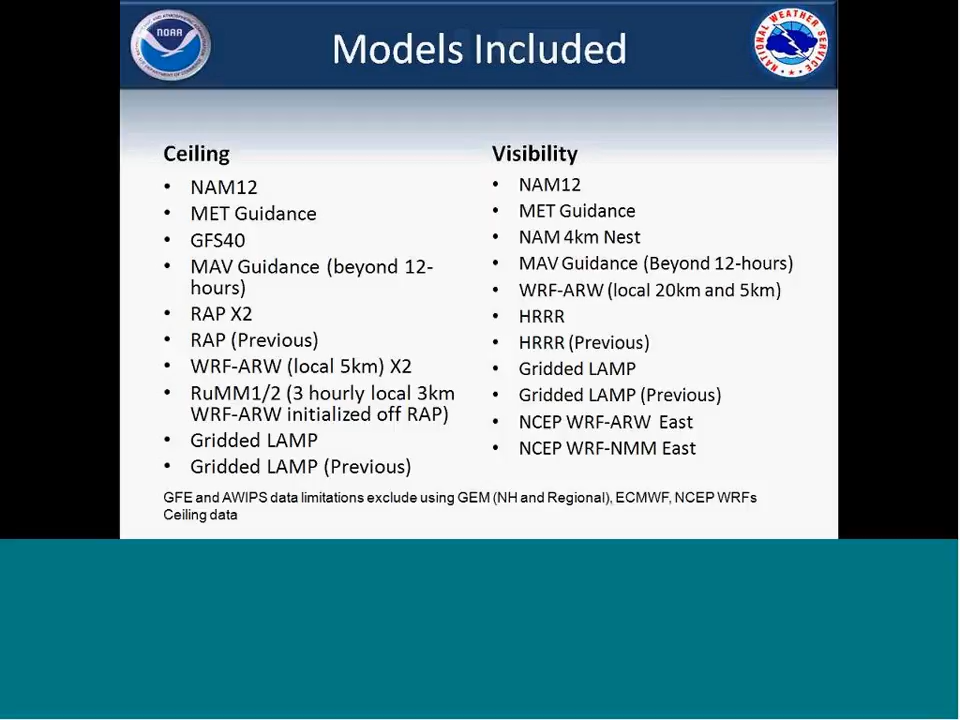 NOAA
Models Included
NATIONAL WEATHER SERVICE
Ceiling
• NAM12
• MET Guidance
• GFS40
• MAV Guidance (beyond 12-
hours)
• RAP X2
• RAP (Previous)
• WRF-ARW (local 5km) X2
• RuMM1/2 (3 hourly local 3km
WRF-ARW initialized off RAP)
• Gridded LAMP
• Gridded LAMP (Previous)
Visibility
• NAM12
• MET Guidance
• NAM 4km Nest
• MAV Guidance (Beyond 12-hours)
• WRF-ARW (local 20km and 5km)
• HRRR
• HRRR (Previous)
• Gridded LAMP
• Gridded LAMP (Previous)
• NCEP WRF-ARW East
• NCEP WRF-NMM East
GFE and AWIPS data limitations exclude using GEM (NH and Regional), ECMWF, NCEP WRFs
Ceiling data